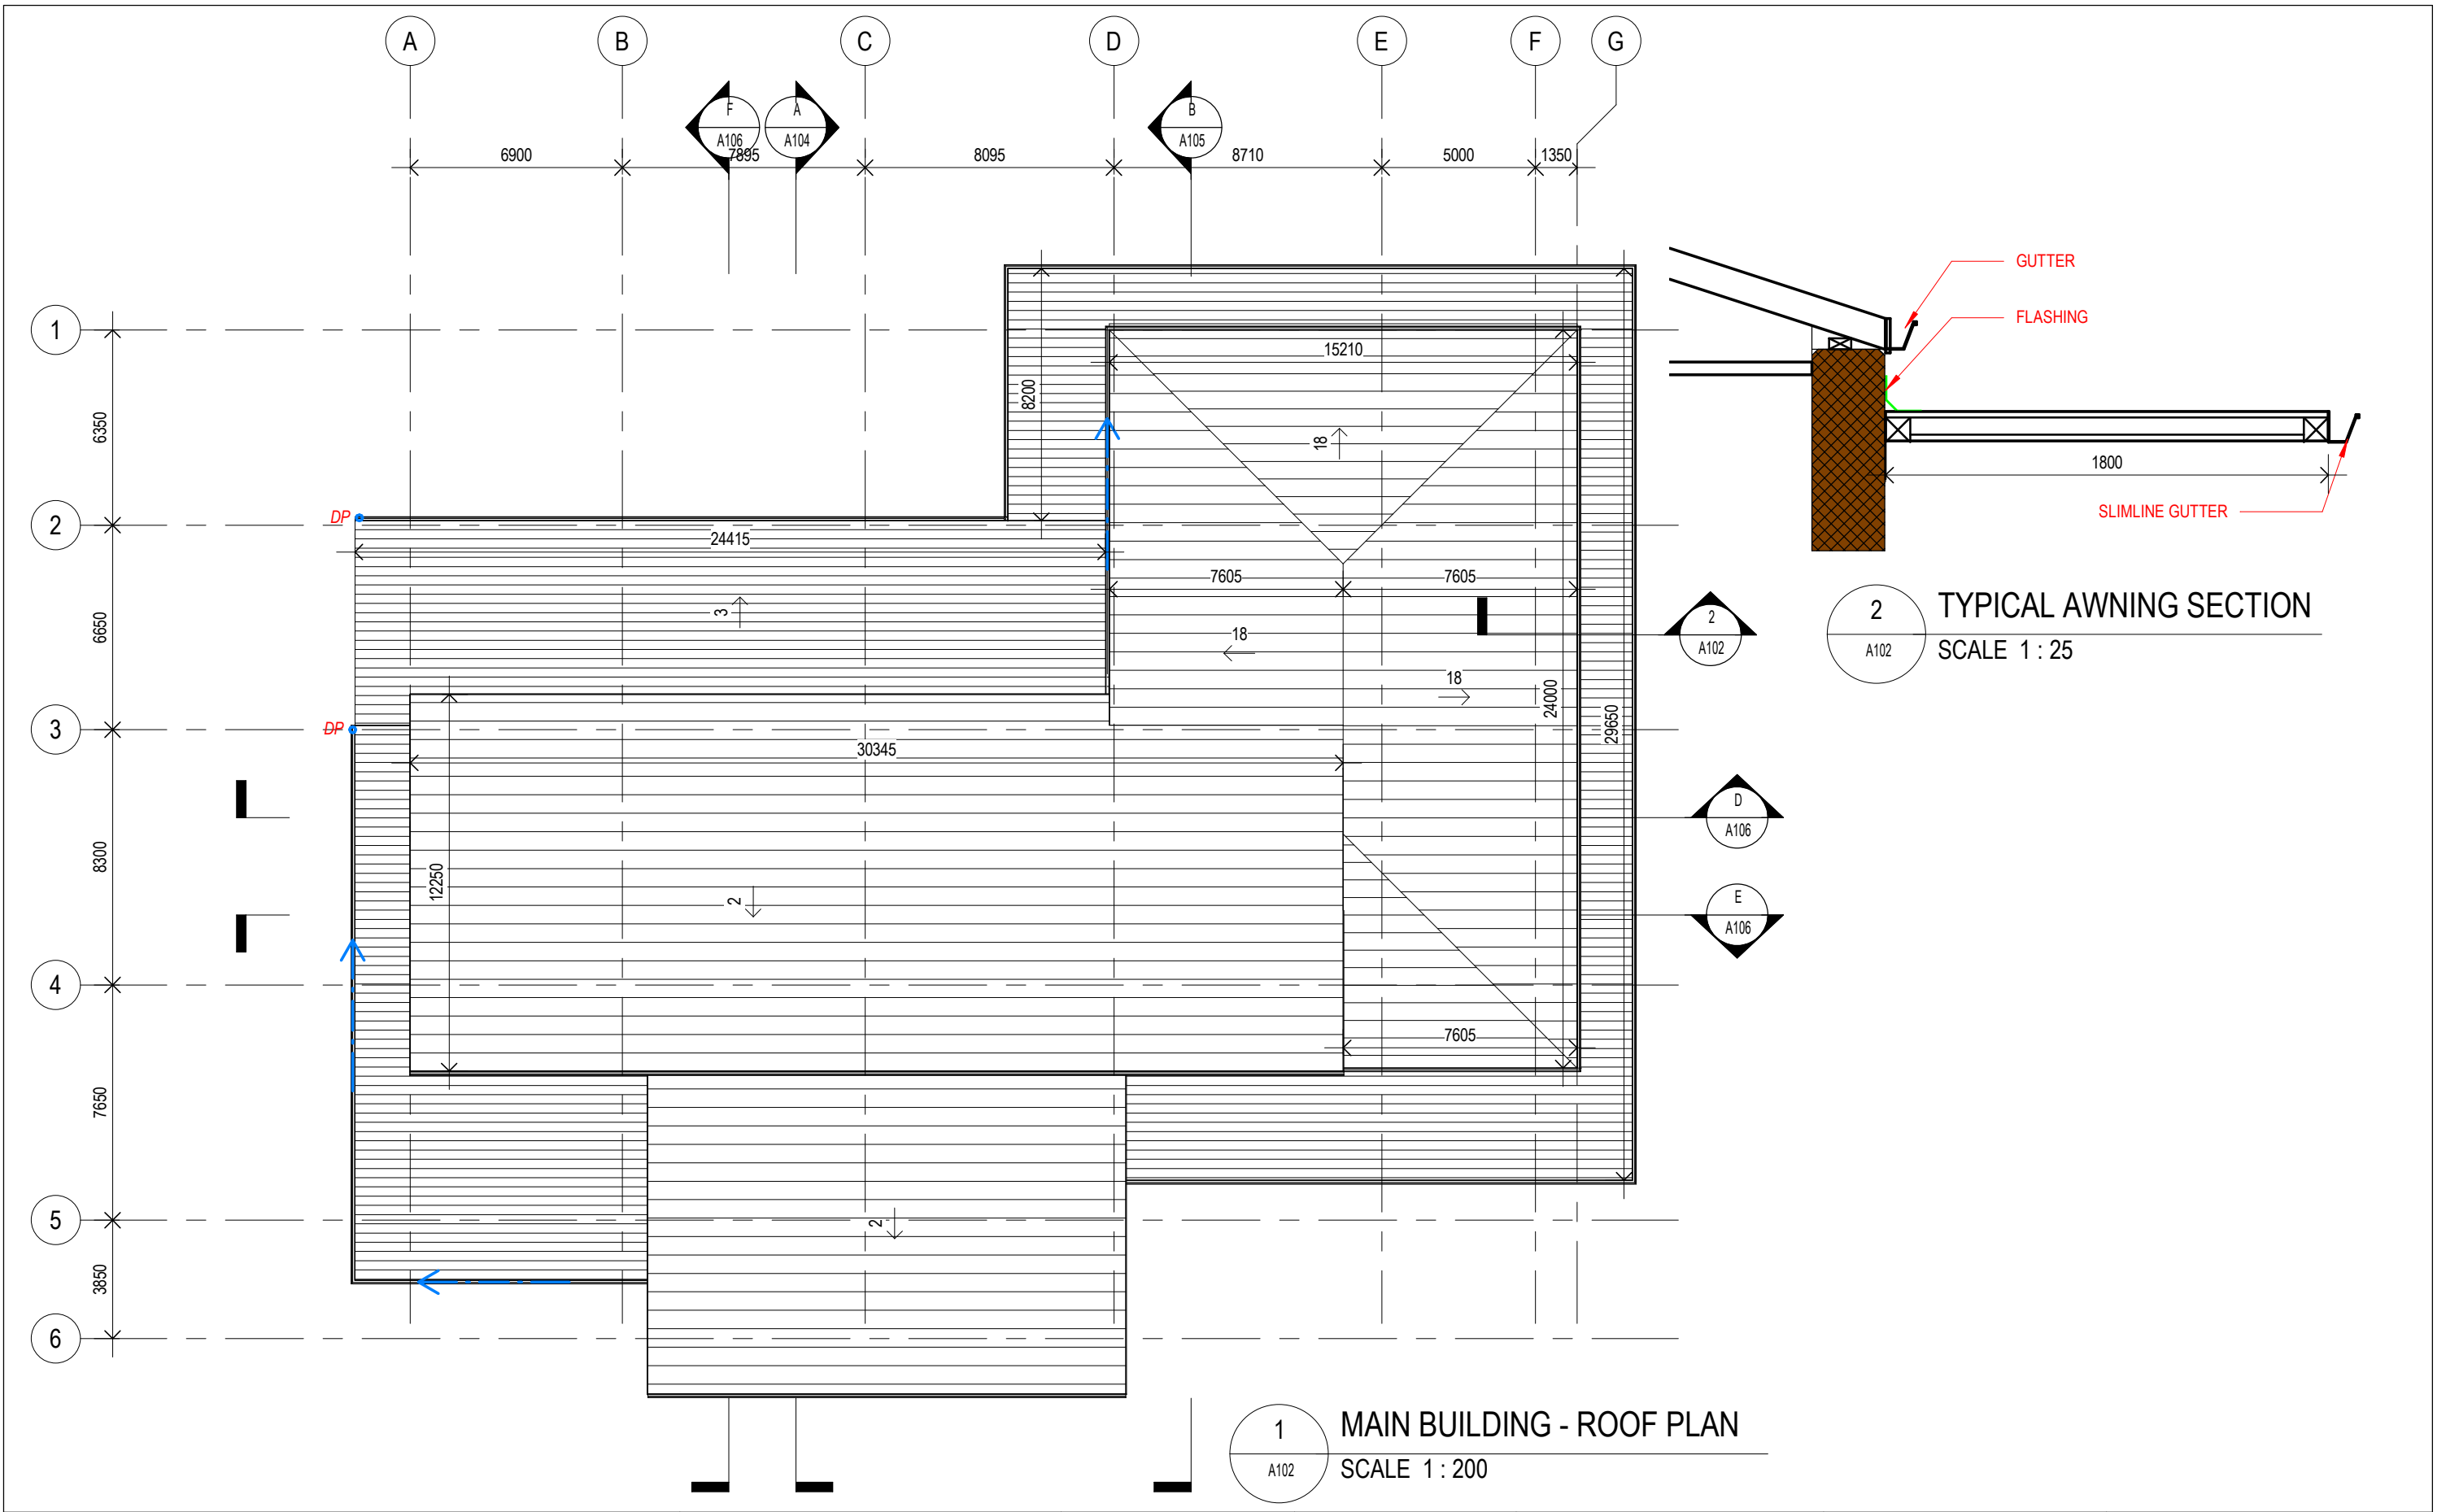 A B C D E F G
F
A106
A
A104
B
A105
6900 7895 8095 8710 5000 1350
1
2
3
4
5
6
6350
6650
8300
7650
3850
15210
8200
18
DP
24415
7605 7605
3
18
18
24000
29650
DP
30345
12250
2
7605
2
2
A102
D
A106
E
A106
GUTTER
FLASHING
1800
SLIMLINE GUTTER
2
A102
TYPICAL AWNING SECTION
SCALE 1 : 25
1
A102
MAIN BUILDING - ROOF PLAN
SCALE 1 : 200